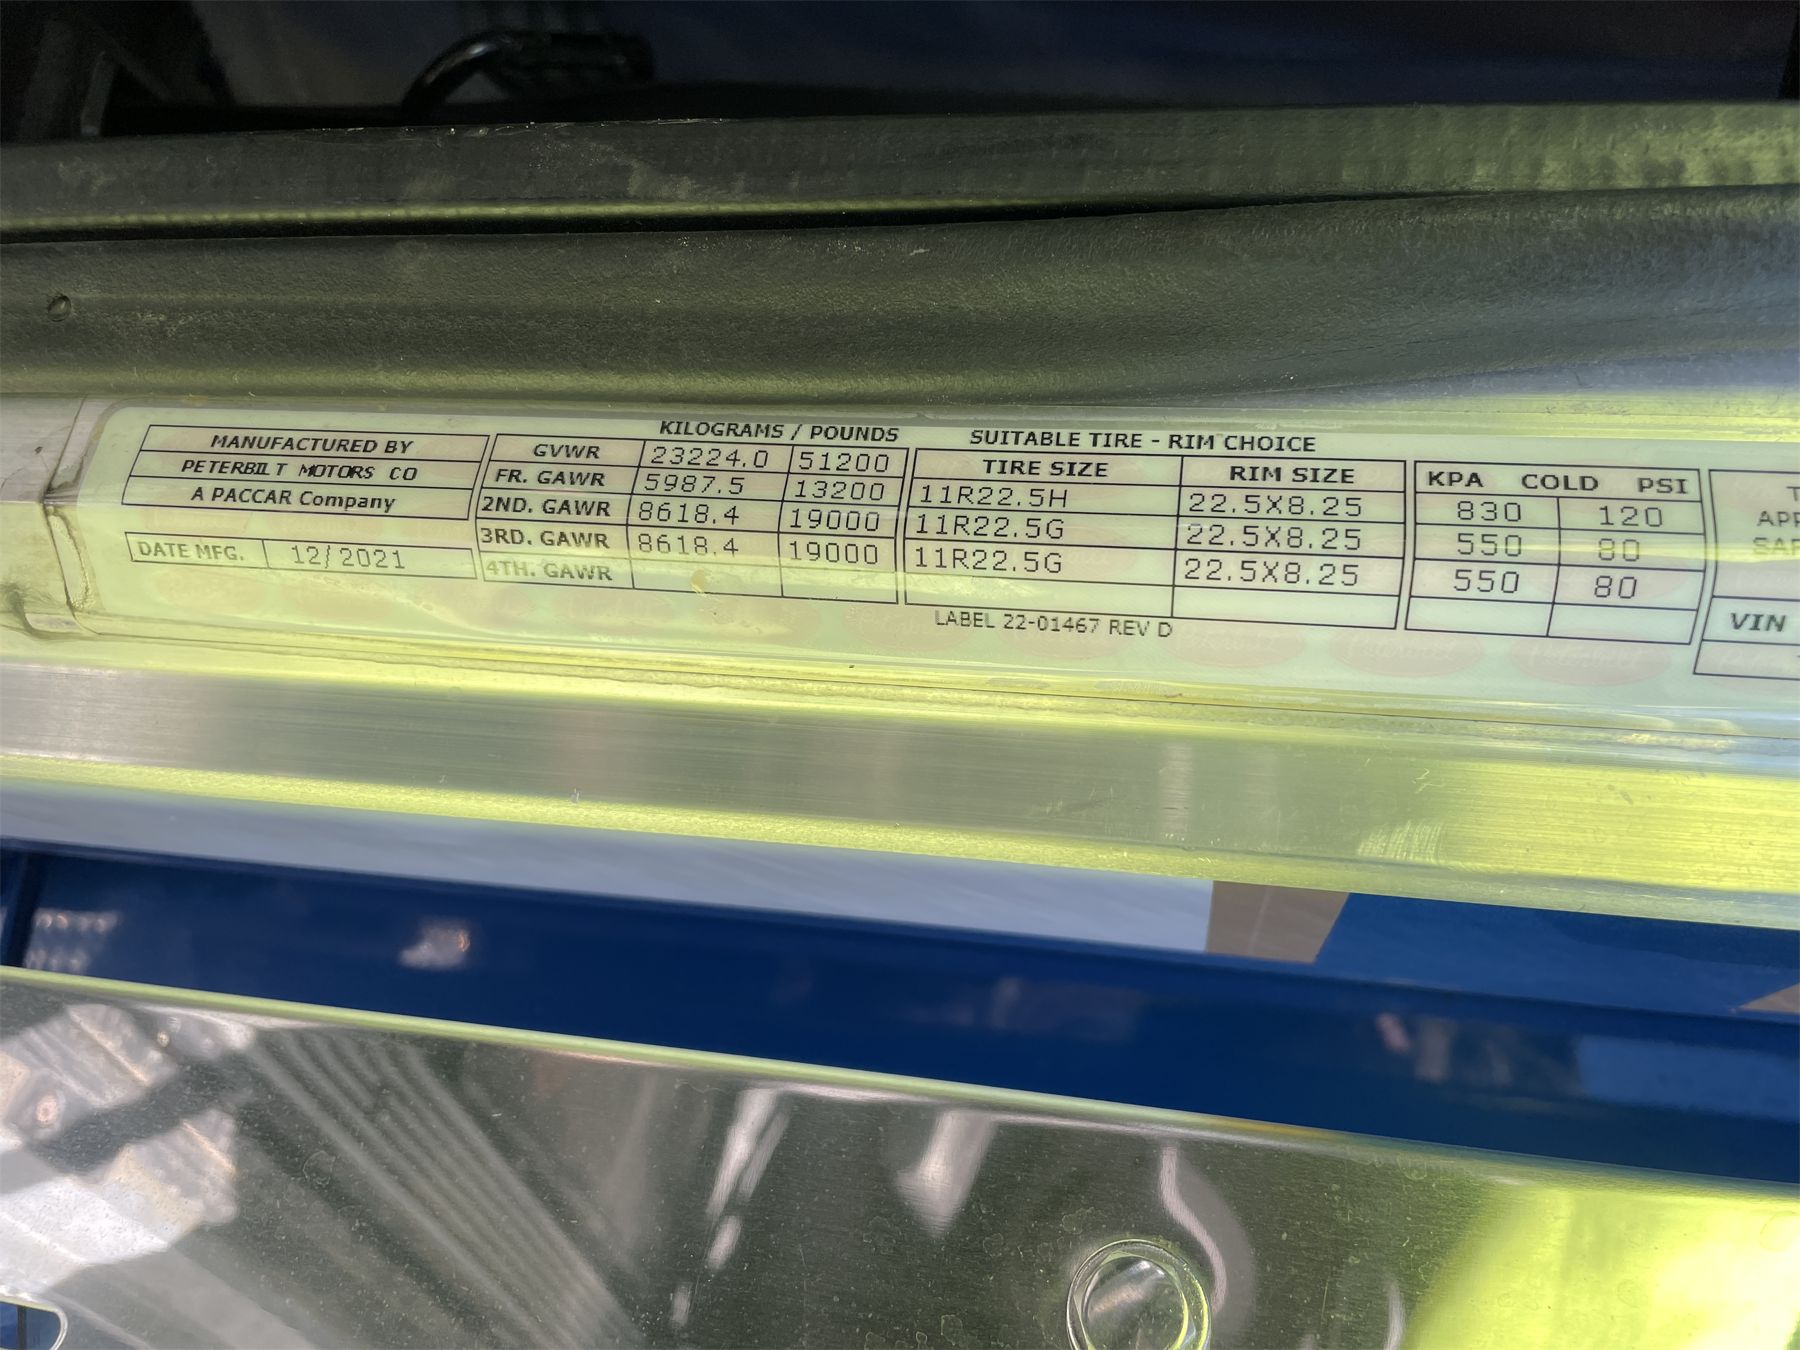 KILOGRAMS / POUNDS SUITABLE TIRE - RIM CHOICE
MANUFACTURED BY
PETERBILT MOTORS CO
A PACCAR Company
DATE MFG. 12/2021
GVWR 23224.0 51200
FR. GAWR 5987.5 13200
2ND. GAWR 8618.4 19000
3RD. GAWR 8618.4 19000
4TH. GAWR
TIRE SIZE RIM SIZE
11R22.5H 22.5X8.25
11R22.5G 22.5X8.25
11R22.5G 22.5X8.25
KPA COLD PSI
830 120
550 80
550 80
LABEL 22-01467 REV D
VIN